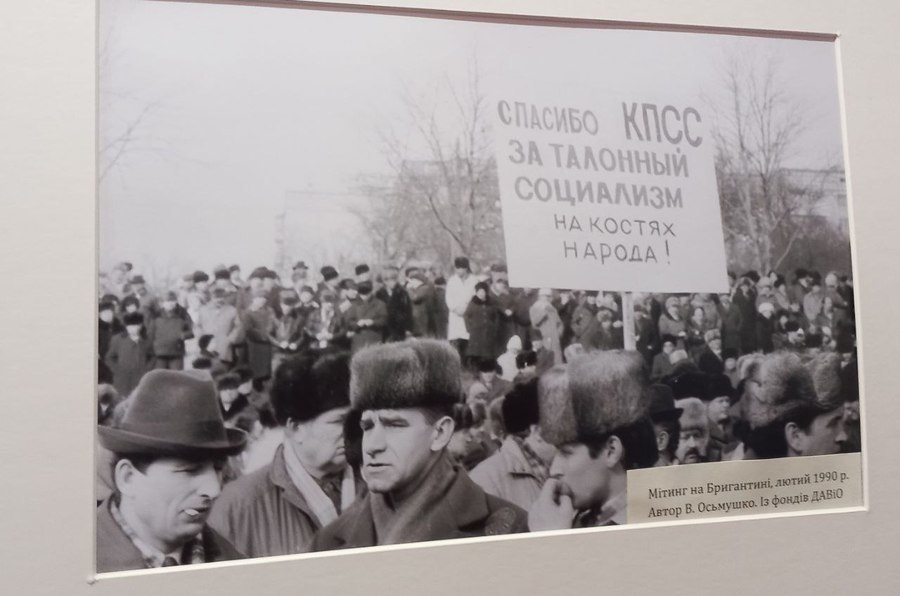 СПАСИБО КПСС
ЗА ТАЛОННЫЙ
СОЦИАЛИЗМ
НА КОСТЯХ
НАРОДА!
Мітинг на Бригантині, лютий 1990 р.
Автор В. Осьмушко. Із фондів ДАВіО